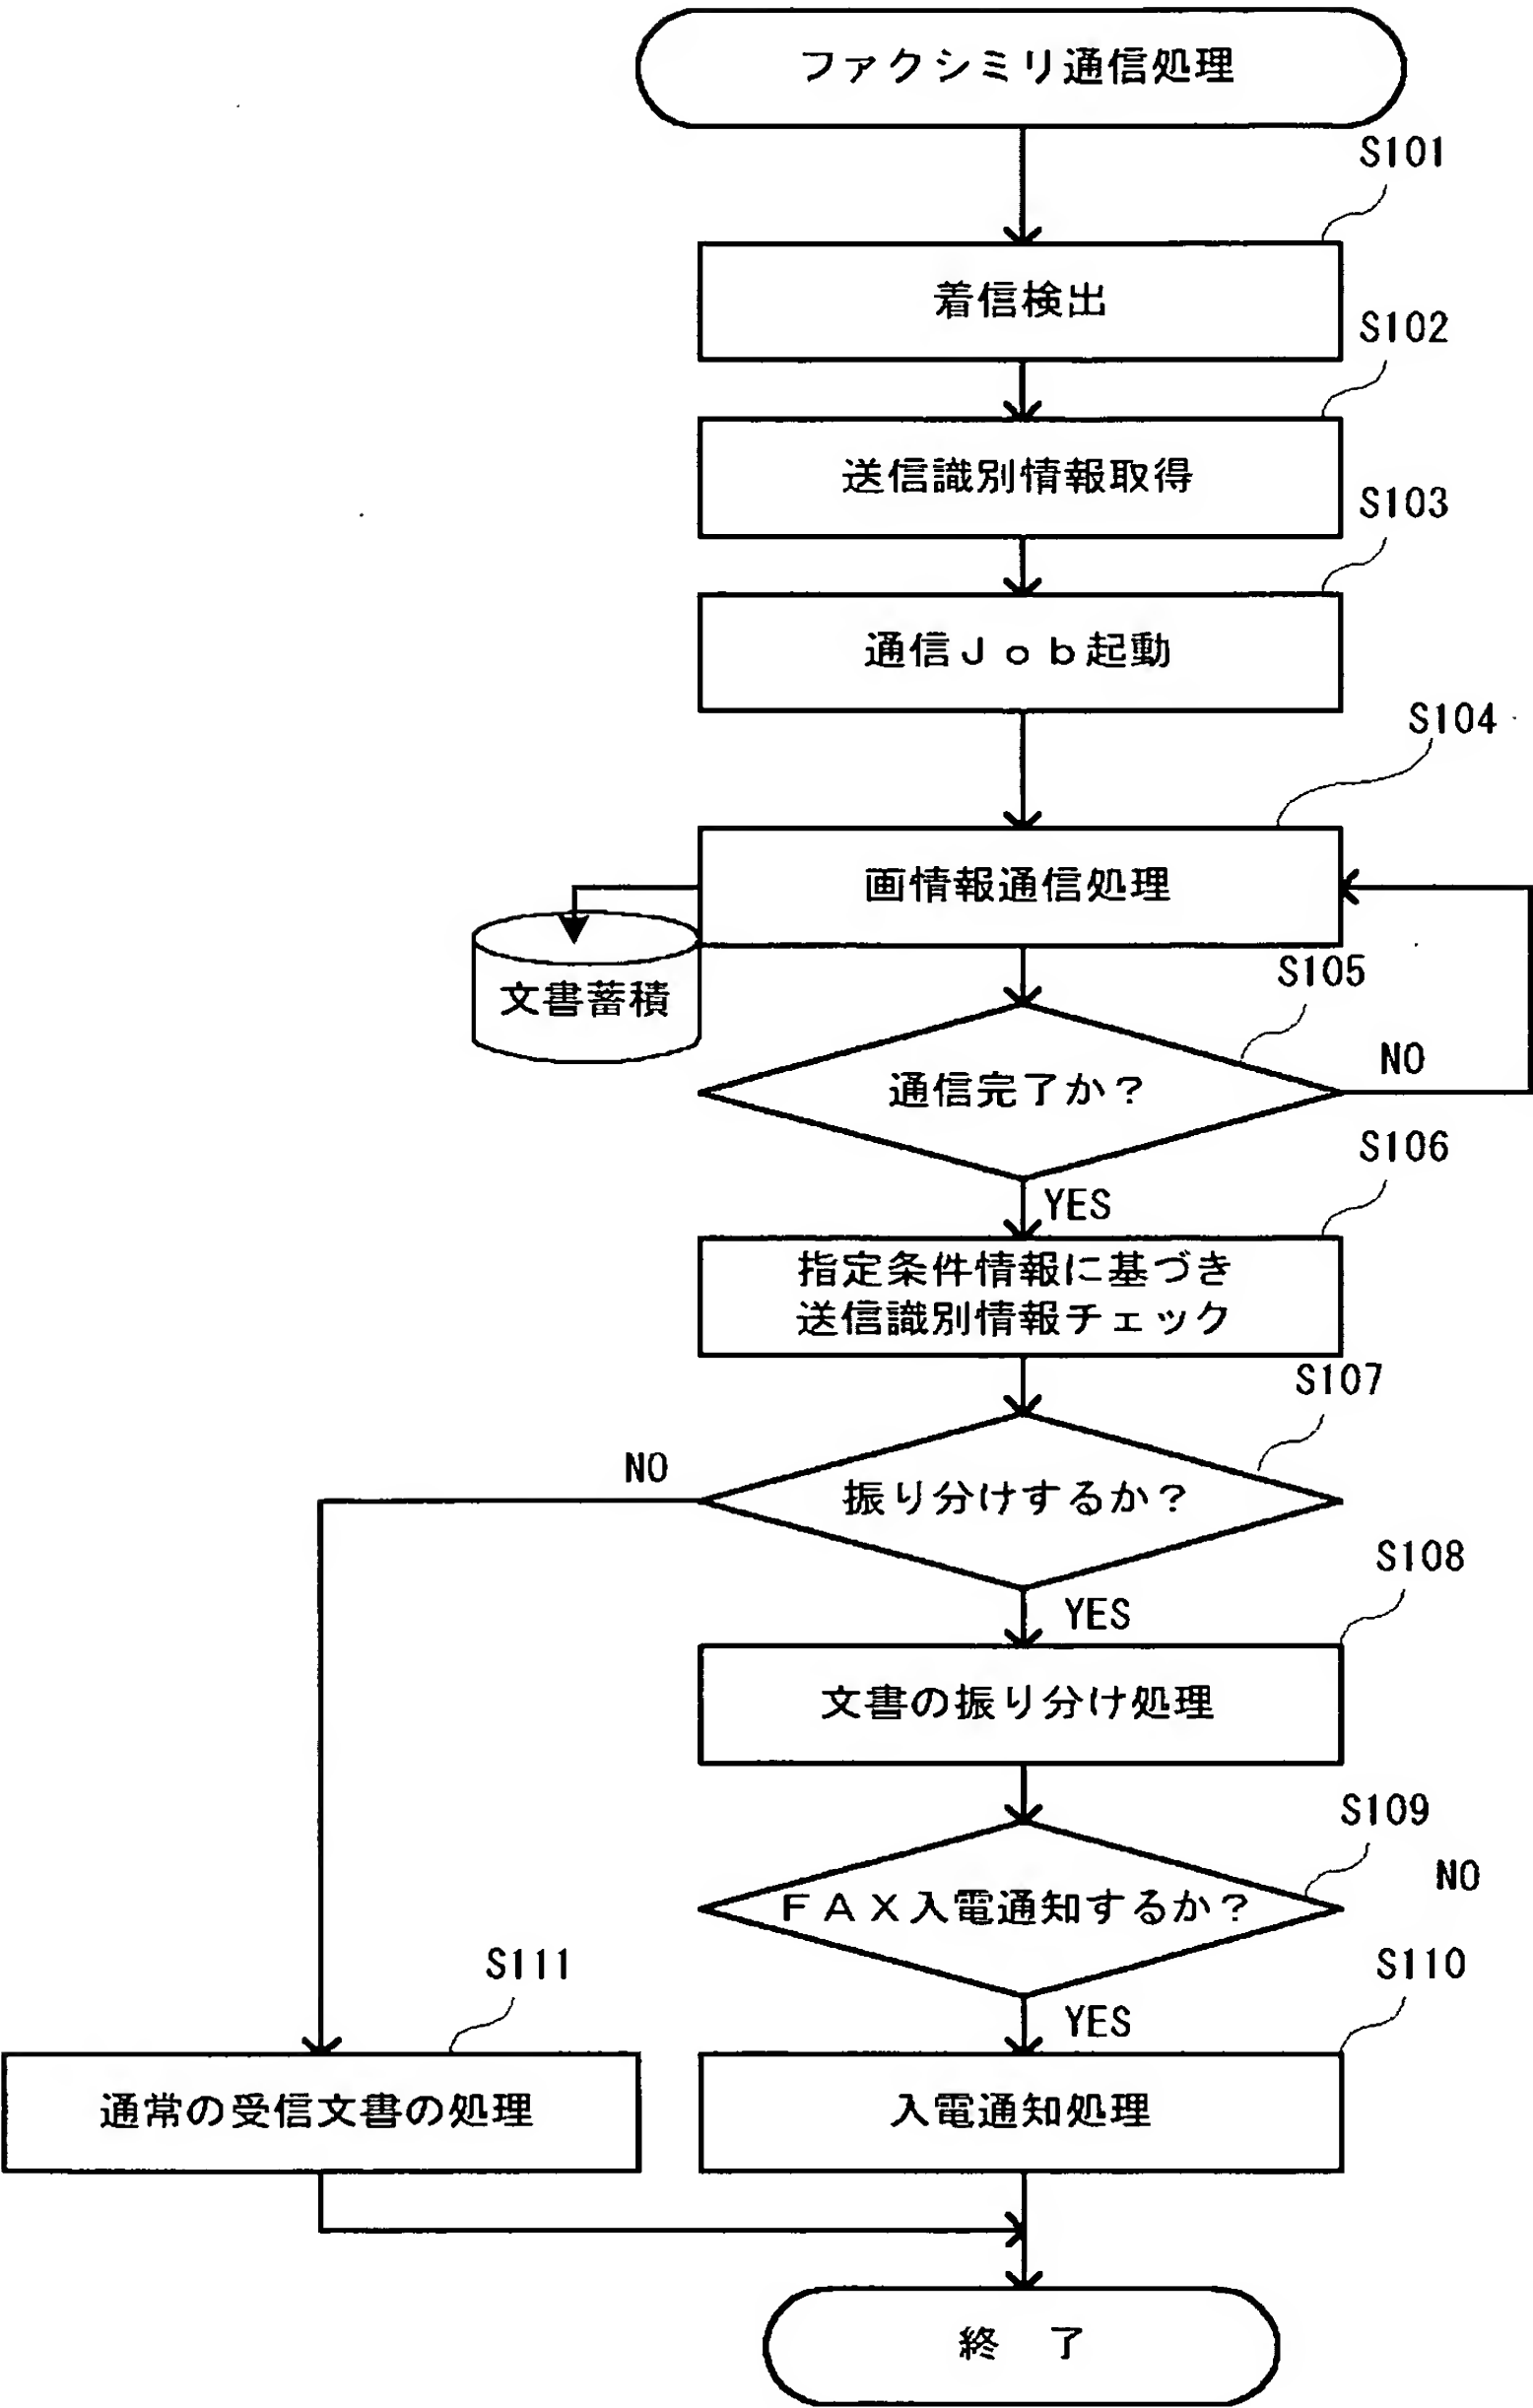 ファクシミリ通信処理
S101
着信検出
S102
送信識別情報取得
S103
通信Job起動
S104
画情報通信処理
文書蓄積
S105
通信完了か？
NO
S106
YES
指定条件情報に基づき
送信識別情報チェック
S107
NO
振り分けするか？
S108
YES
文書の振り分け処理
S109
NO
FAX入電通知するか？
S111
S110
YES
通常の受信文書の処理
入電通知処理
終 了